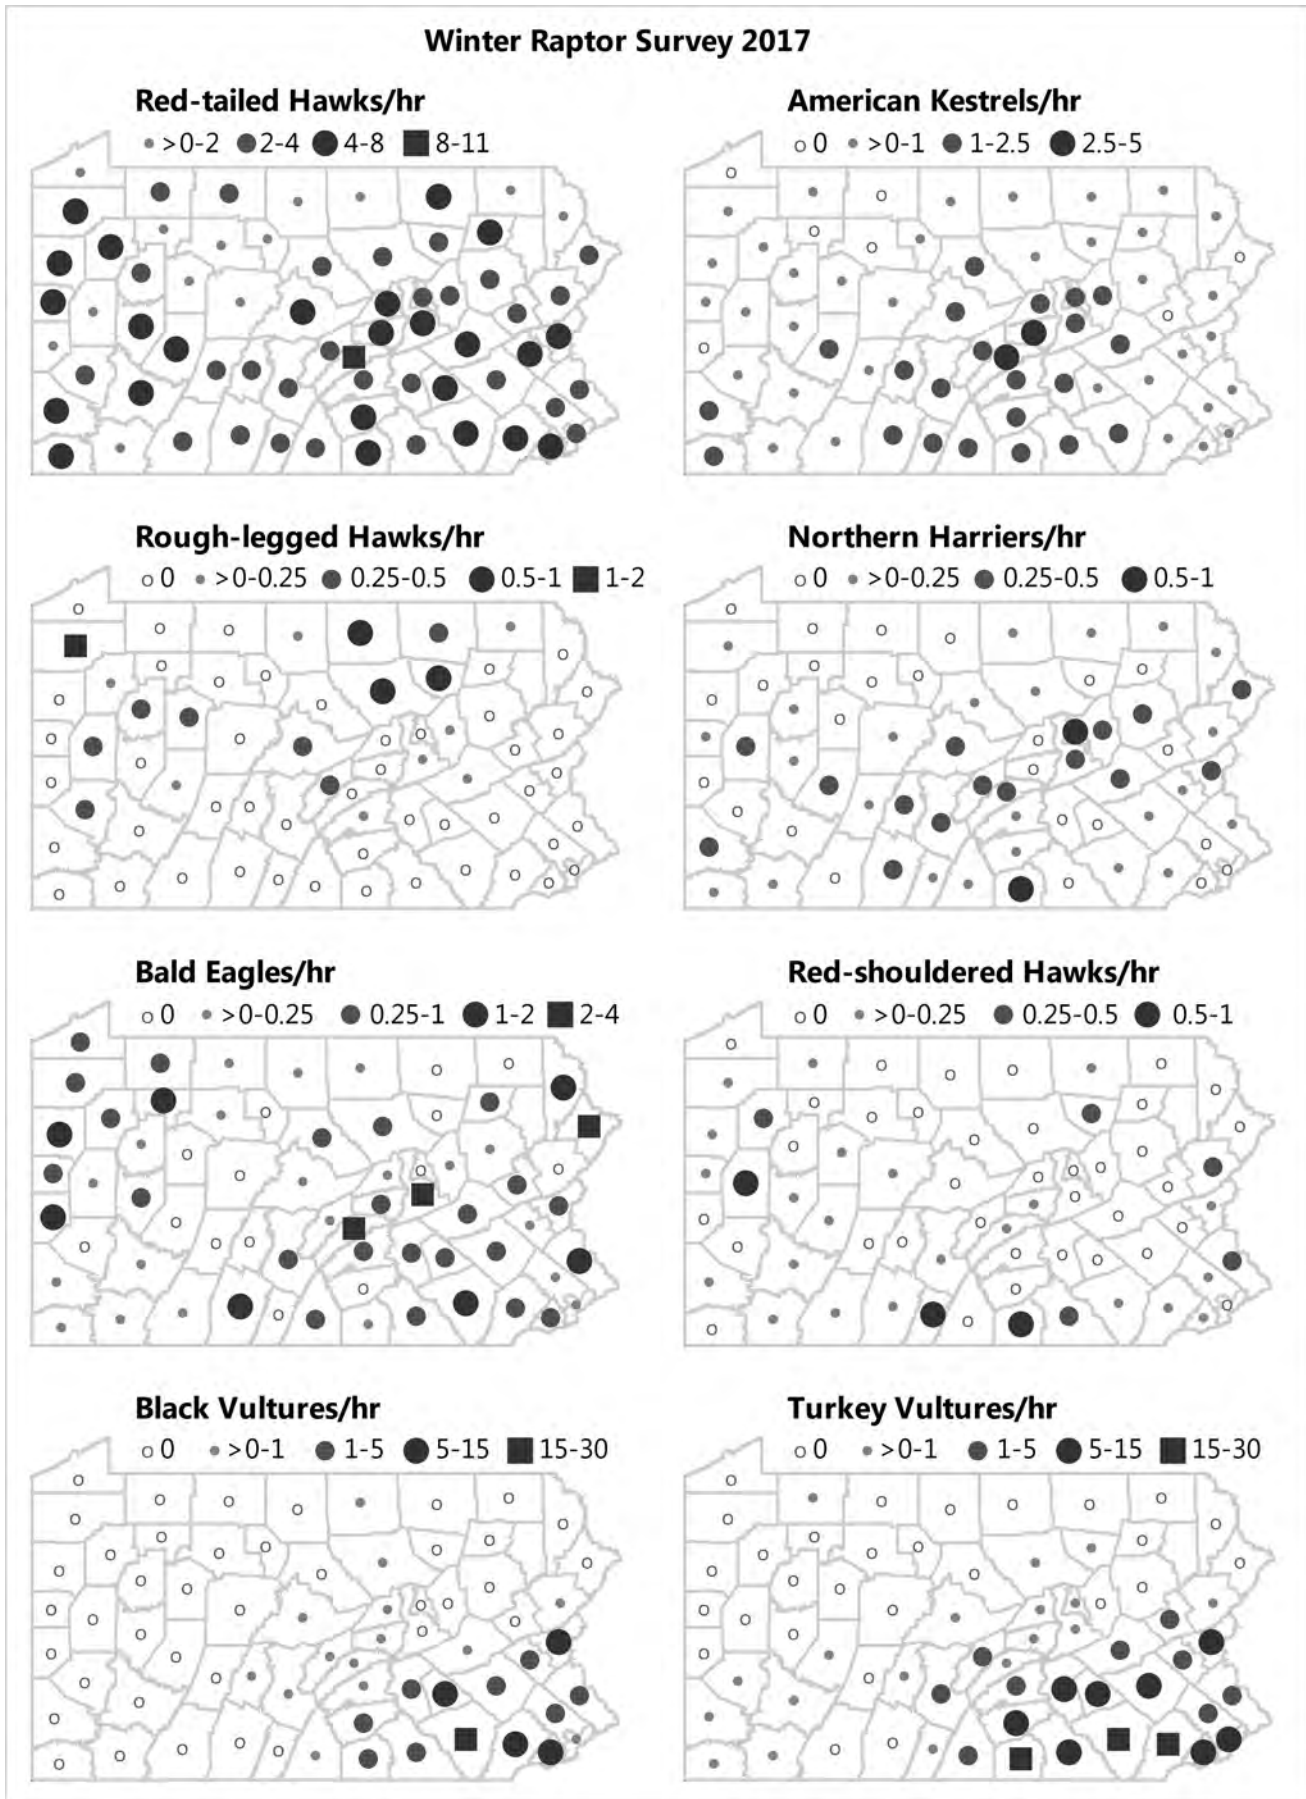 Winter Raptor Survey 2017
Red-tailed Hawks/hr
>0-2 2-4 4-8 8-11
American Kestrels/hr
0 >0-1 1-2.5 2.5-5
Rough-legged Hawks/hr
0 >0-0.25 0.25-0.5 0.5-1 1-2
Northern Harriers/hr
0 >0-0.25 0.25-0.5 0.5-1
Bald Eagles/hr
0 >0-0.25 0.25-1 1-2 2-4
Red-shouldered Hawks/hr
0 >0-0.25 0.25-0.5 0.5-1
Black Vultures/hr
0 >0-1 1-5 5-15 15-30
Turkey Vultures/hr
0 >0-1 1-5 5-15 15-30